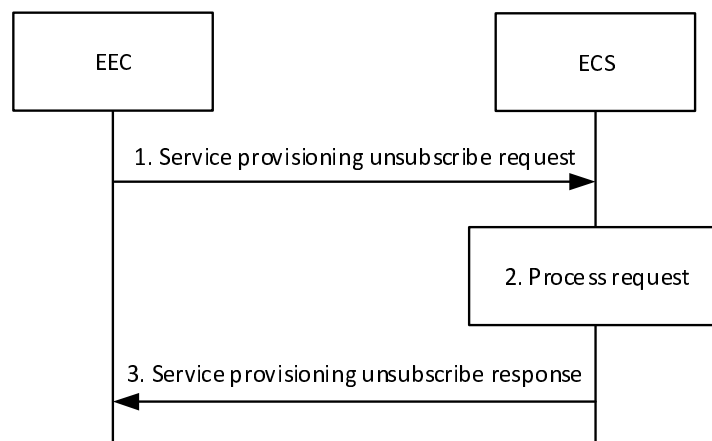 EEC
ECS
1. Service provisioning unsubscribe request
2. Process request
3. Service provisioning unsubscribe response